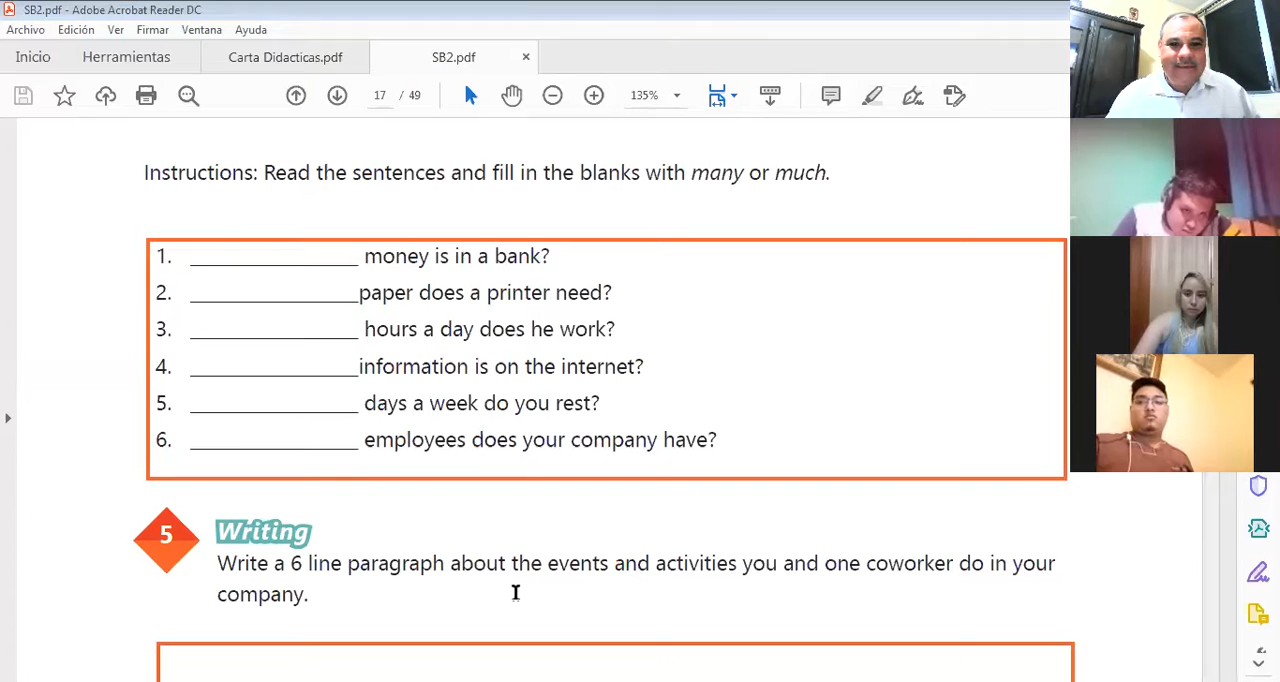 SB2.pdf - Adobe Acrobat Reader DC
Archivo Edición Ver Firmar Ventana Ayuda
Inicio Herramientas Carta Didacticas.pdf SB2.pdf ×
17 / 49 135%
Instructions: Read the sentences and fill in the blanks with many or much.
1. ________________ money is in a bank?
2. ________________paper does a printer need?
3. ________________ hours a day does he work?
4. ________________information is on the internet?
5. ________________ days a week do you rest?
6. ________________ employees does your company have?
5 Writing
Write a 6 line paragraph about the events and activities you and one coworker do in your
company.